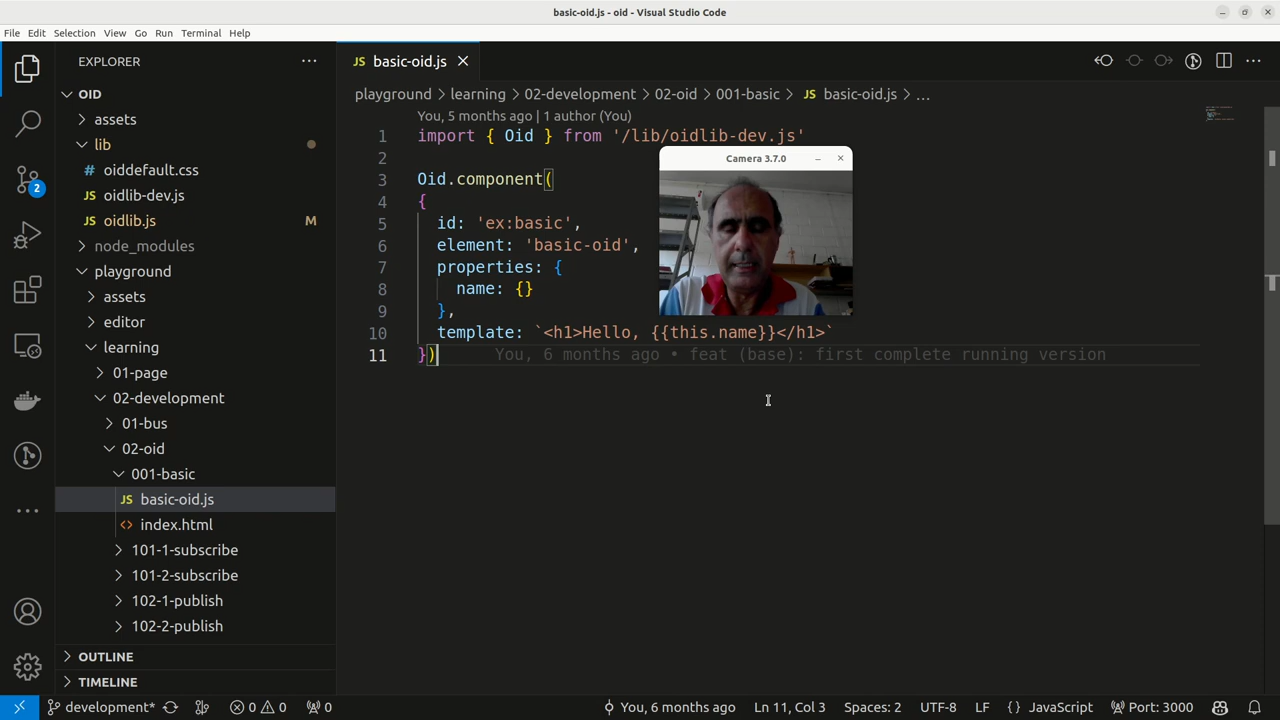 basic-oid.js - oid - Visual Studio Code
File Edit Selection View Go Run Terminal Help
EXPLORER
OID
assets
lib
# oiddefault.css
JS oidlib-dev.js
JS oidlib.js M
node_modules
playground
assets
editor
learning
01-page
02-development
01-bus
02-oid
001-basic
JS basic-oid.js
<> index.html
101-1-subscribe
101-2-subscribe
102-1-publish
102-2-publish
OUTLINE
TIMELINE
2
JS basic-oid.js
playground > learning > 02-development > 02-oid > 001-basic > JS basic-oid.js > ...
You, 5 months ago | 1 author (You)
1 import { Oid } from '/lib/oidlib-dev.js'
2
3 Oid.component(
4 {
5 id: 'ex:basic',
6 element: 'basic-oid',
7 properties: {
8 name: {}
9 },
10 template: `<h1>Hello, {{this.name}}</h1>`
11 }) You, 6 months ago • feat (base): first complete running version
Camera 3.7.0
development* 0 0 0 You, 6 months ago Ln 11, Col 3 Spaces: 2 UTF-8 LF {} JavaScript Port: 3000